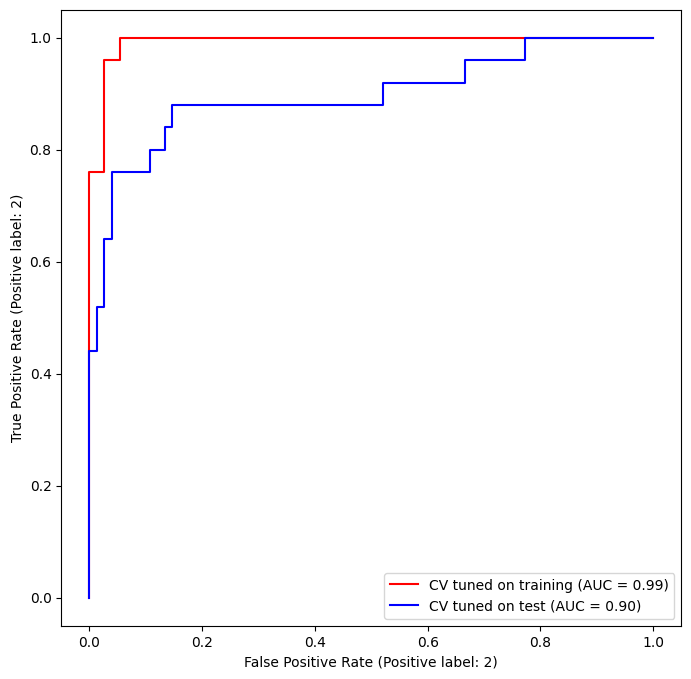 1.0
0.8
0.6
0.4
0.2
0.0
True Positive Rate (Positive label: 2)
CV tuned on training (AUC = 0.99)
CV tuned on test (AUC = 0.90)
0.0 0.2 0.4 0.6 0.8 1.0
False Positive Rate (Positive label: 2)